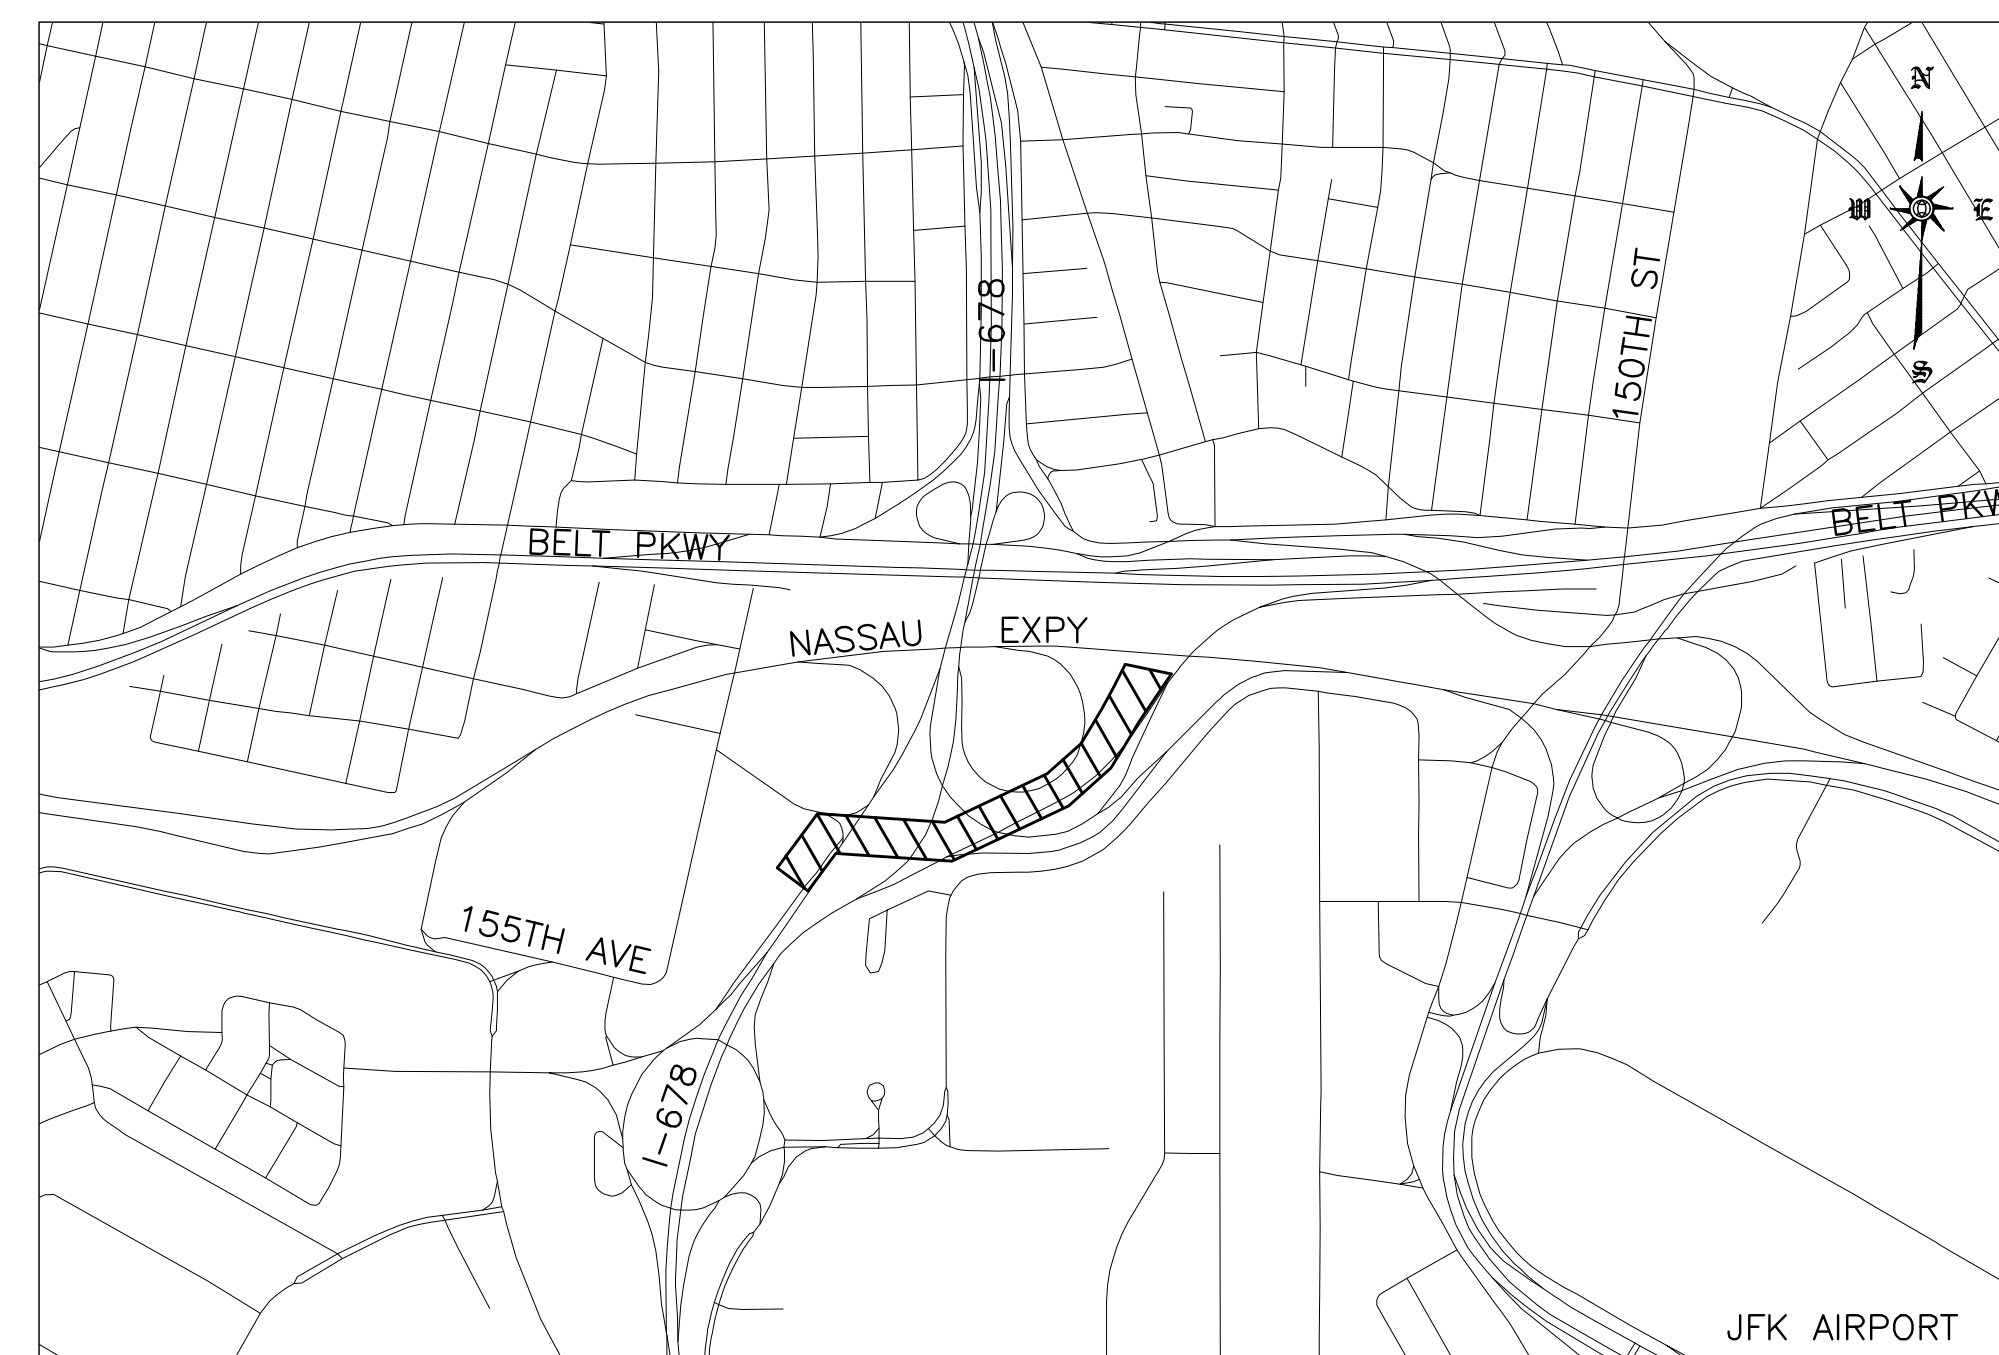 N
W E
S
I-678
150TH ST
BELT PKWY
BELT PKW
NASSAU EXPY
155TH AVE
I-678
JFK AIRPORT